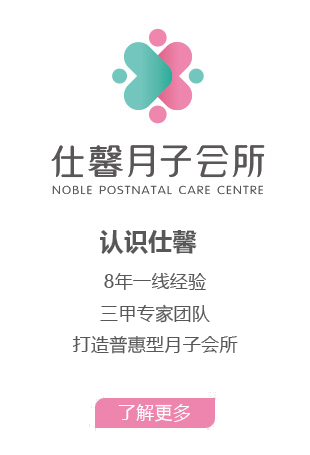 仕馨月子会所
NOBLE POSTNATAL CARE CENTRE
认识仕馨
8年一线经验
三甲专家团队
打造普惠型月子会所
了解更多